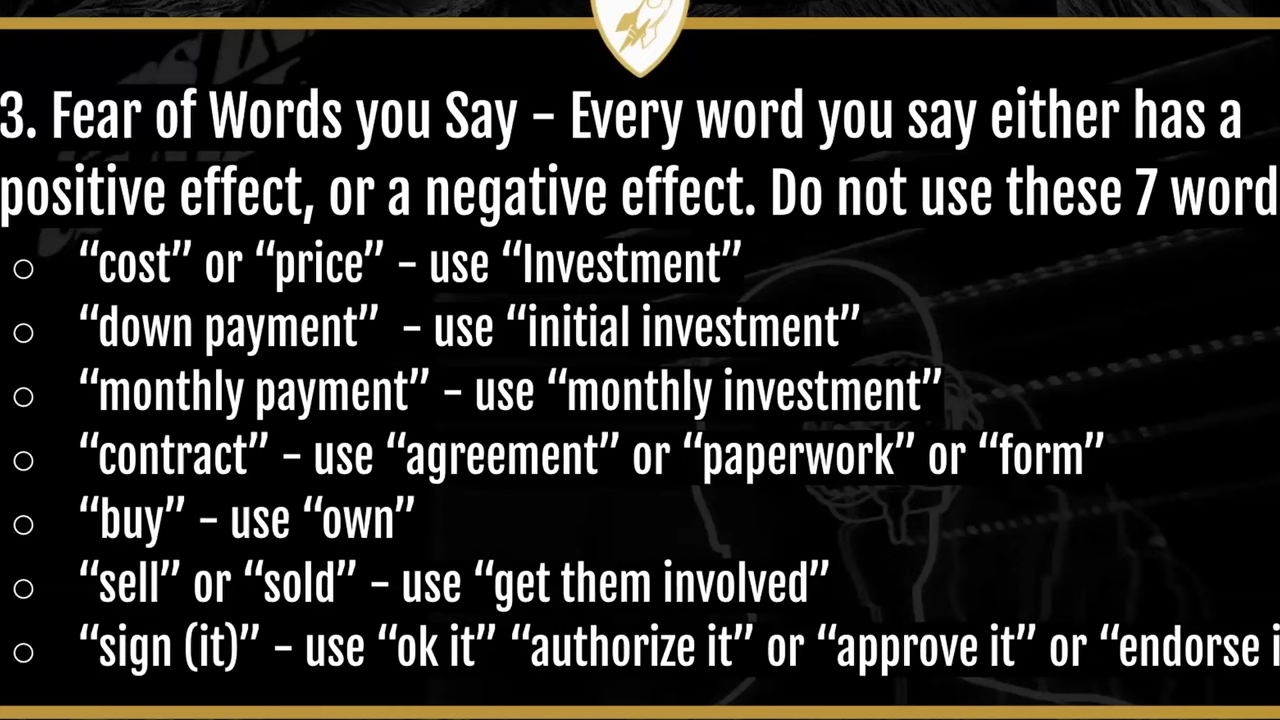 3. Fear of Words you Say – Every word you say either has a
positive effect, or a negative effect. Do not use these 7 word
○ “cost” or “price” – use “Investment”
○ “down payment” – use “initial investment”
○ “monthly payment” – use “monthly investment”
○ “contract” – use “agreement” or “paperwork” or “form”
○ “buy” – use “own”
○ “sell” or “sold” – use “get them involved”
○ “sign (it)” – use “ok it” “authorize it” or “approve it” or “endorse i